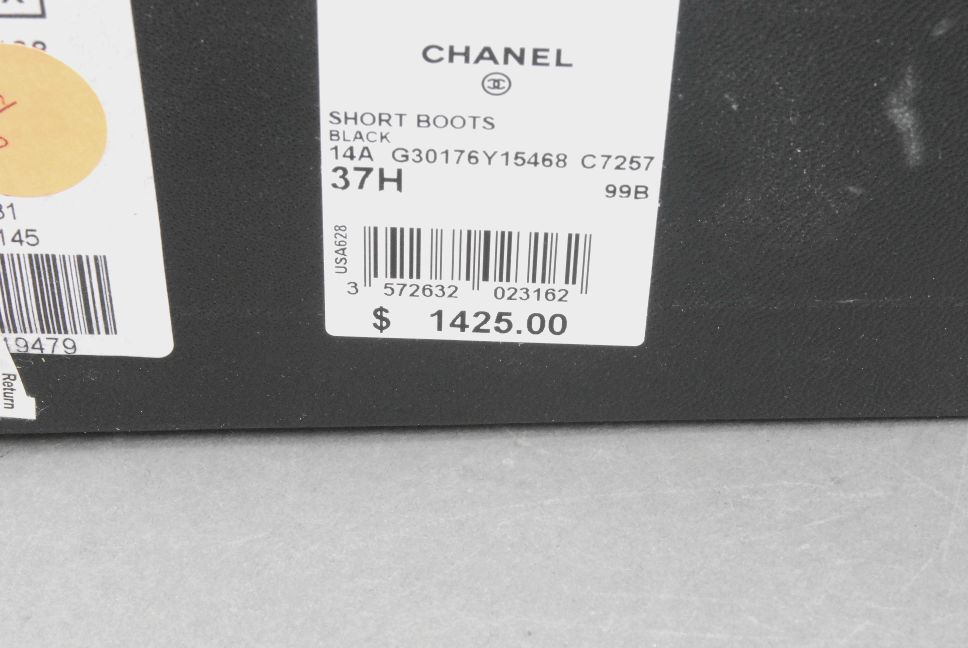 CHANEL
SHORT BOOTS
BLACK
14A G30176Y15468 C7257
37H
99B
USA628
3 572632 023162
$ 1425.00
145
19479
Return